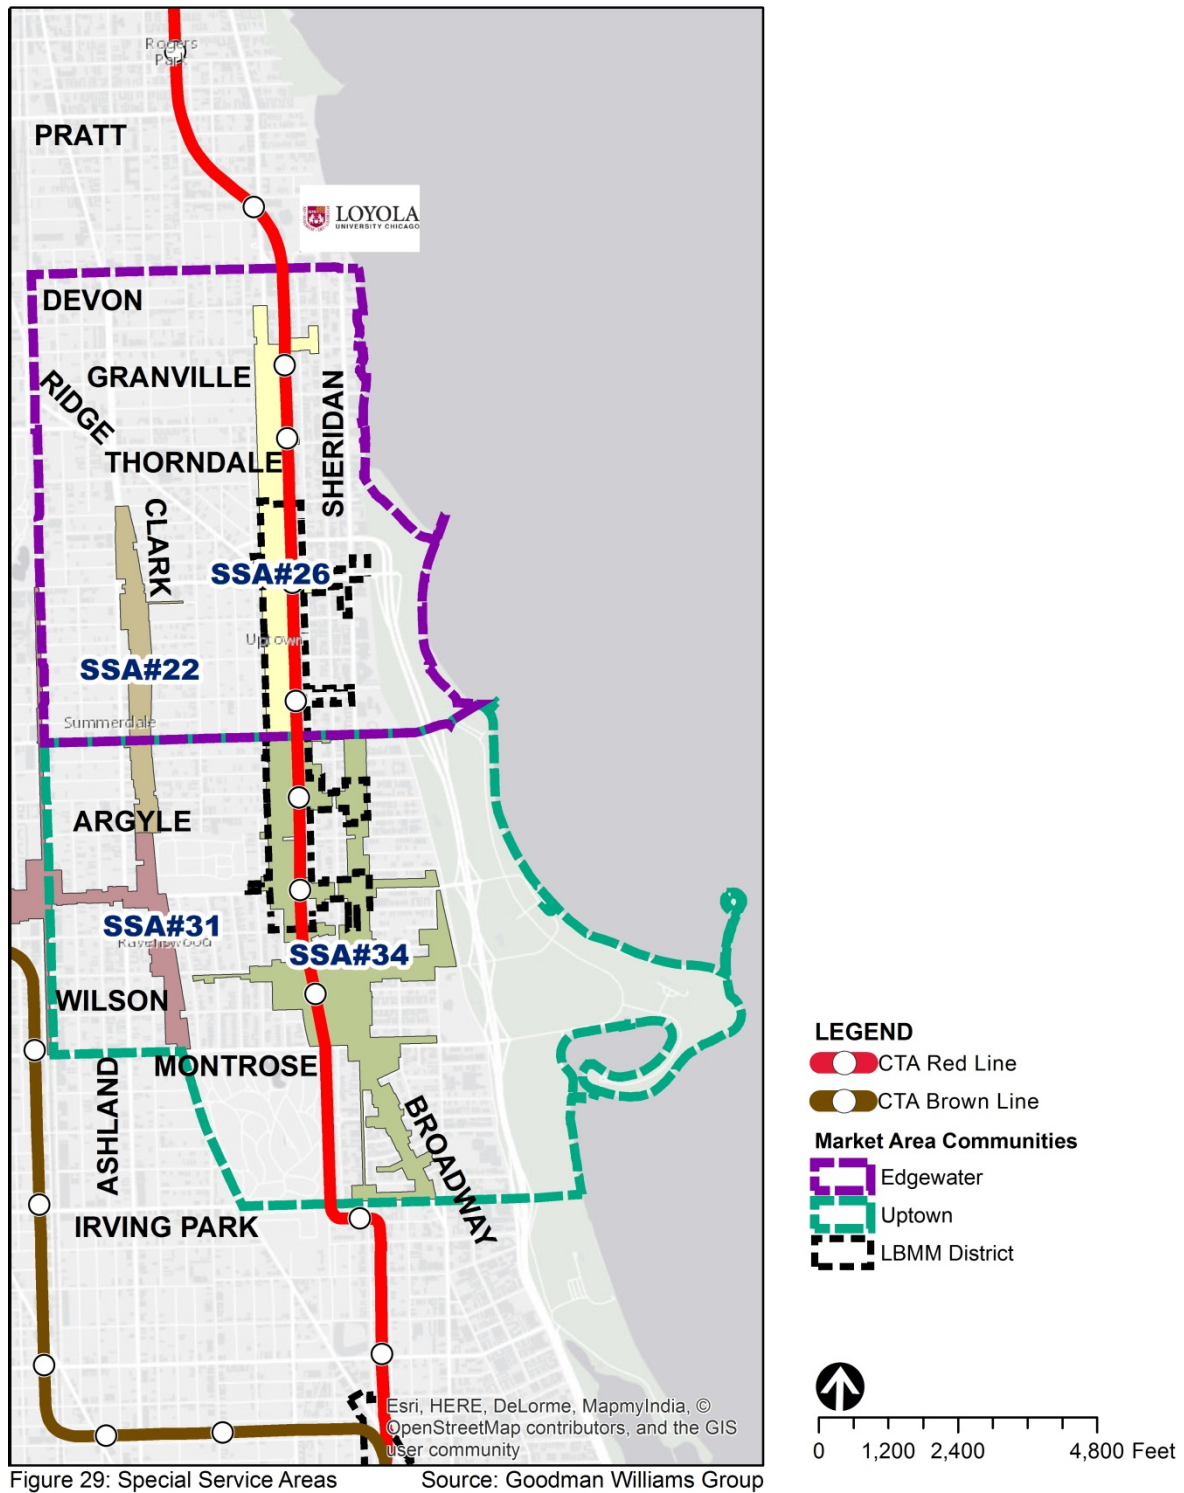 Rogers
Park
PRATT
LOYOLA
UNIVERSITY CHICAGO
DEVON
GRANVILLE
RIDGE
SHERIDAN
THORNDALE
CLARK
SSA#26
Uptown
SSA#22
Summerdale
ARGYLE
SSA#31
Ravenswood
SSA#34
WILSON
MONTROSE
ASHLAND
BROADWAY
IRVING PARK
Esri, HERE, DeLorme, MapmyIndia, ©
OpenStreetMap contributors, and the GIS
user community
LEGEND
CTA Red Line
CTA Brown Line
Market Area Communities
Edgewater
Uptown
LBMM District
0 1,200 2,400 4,800 Feet
Figure 29: Special Service Areas Source: Goodman Williams Group